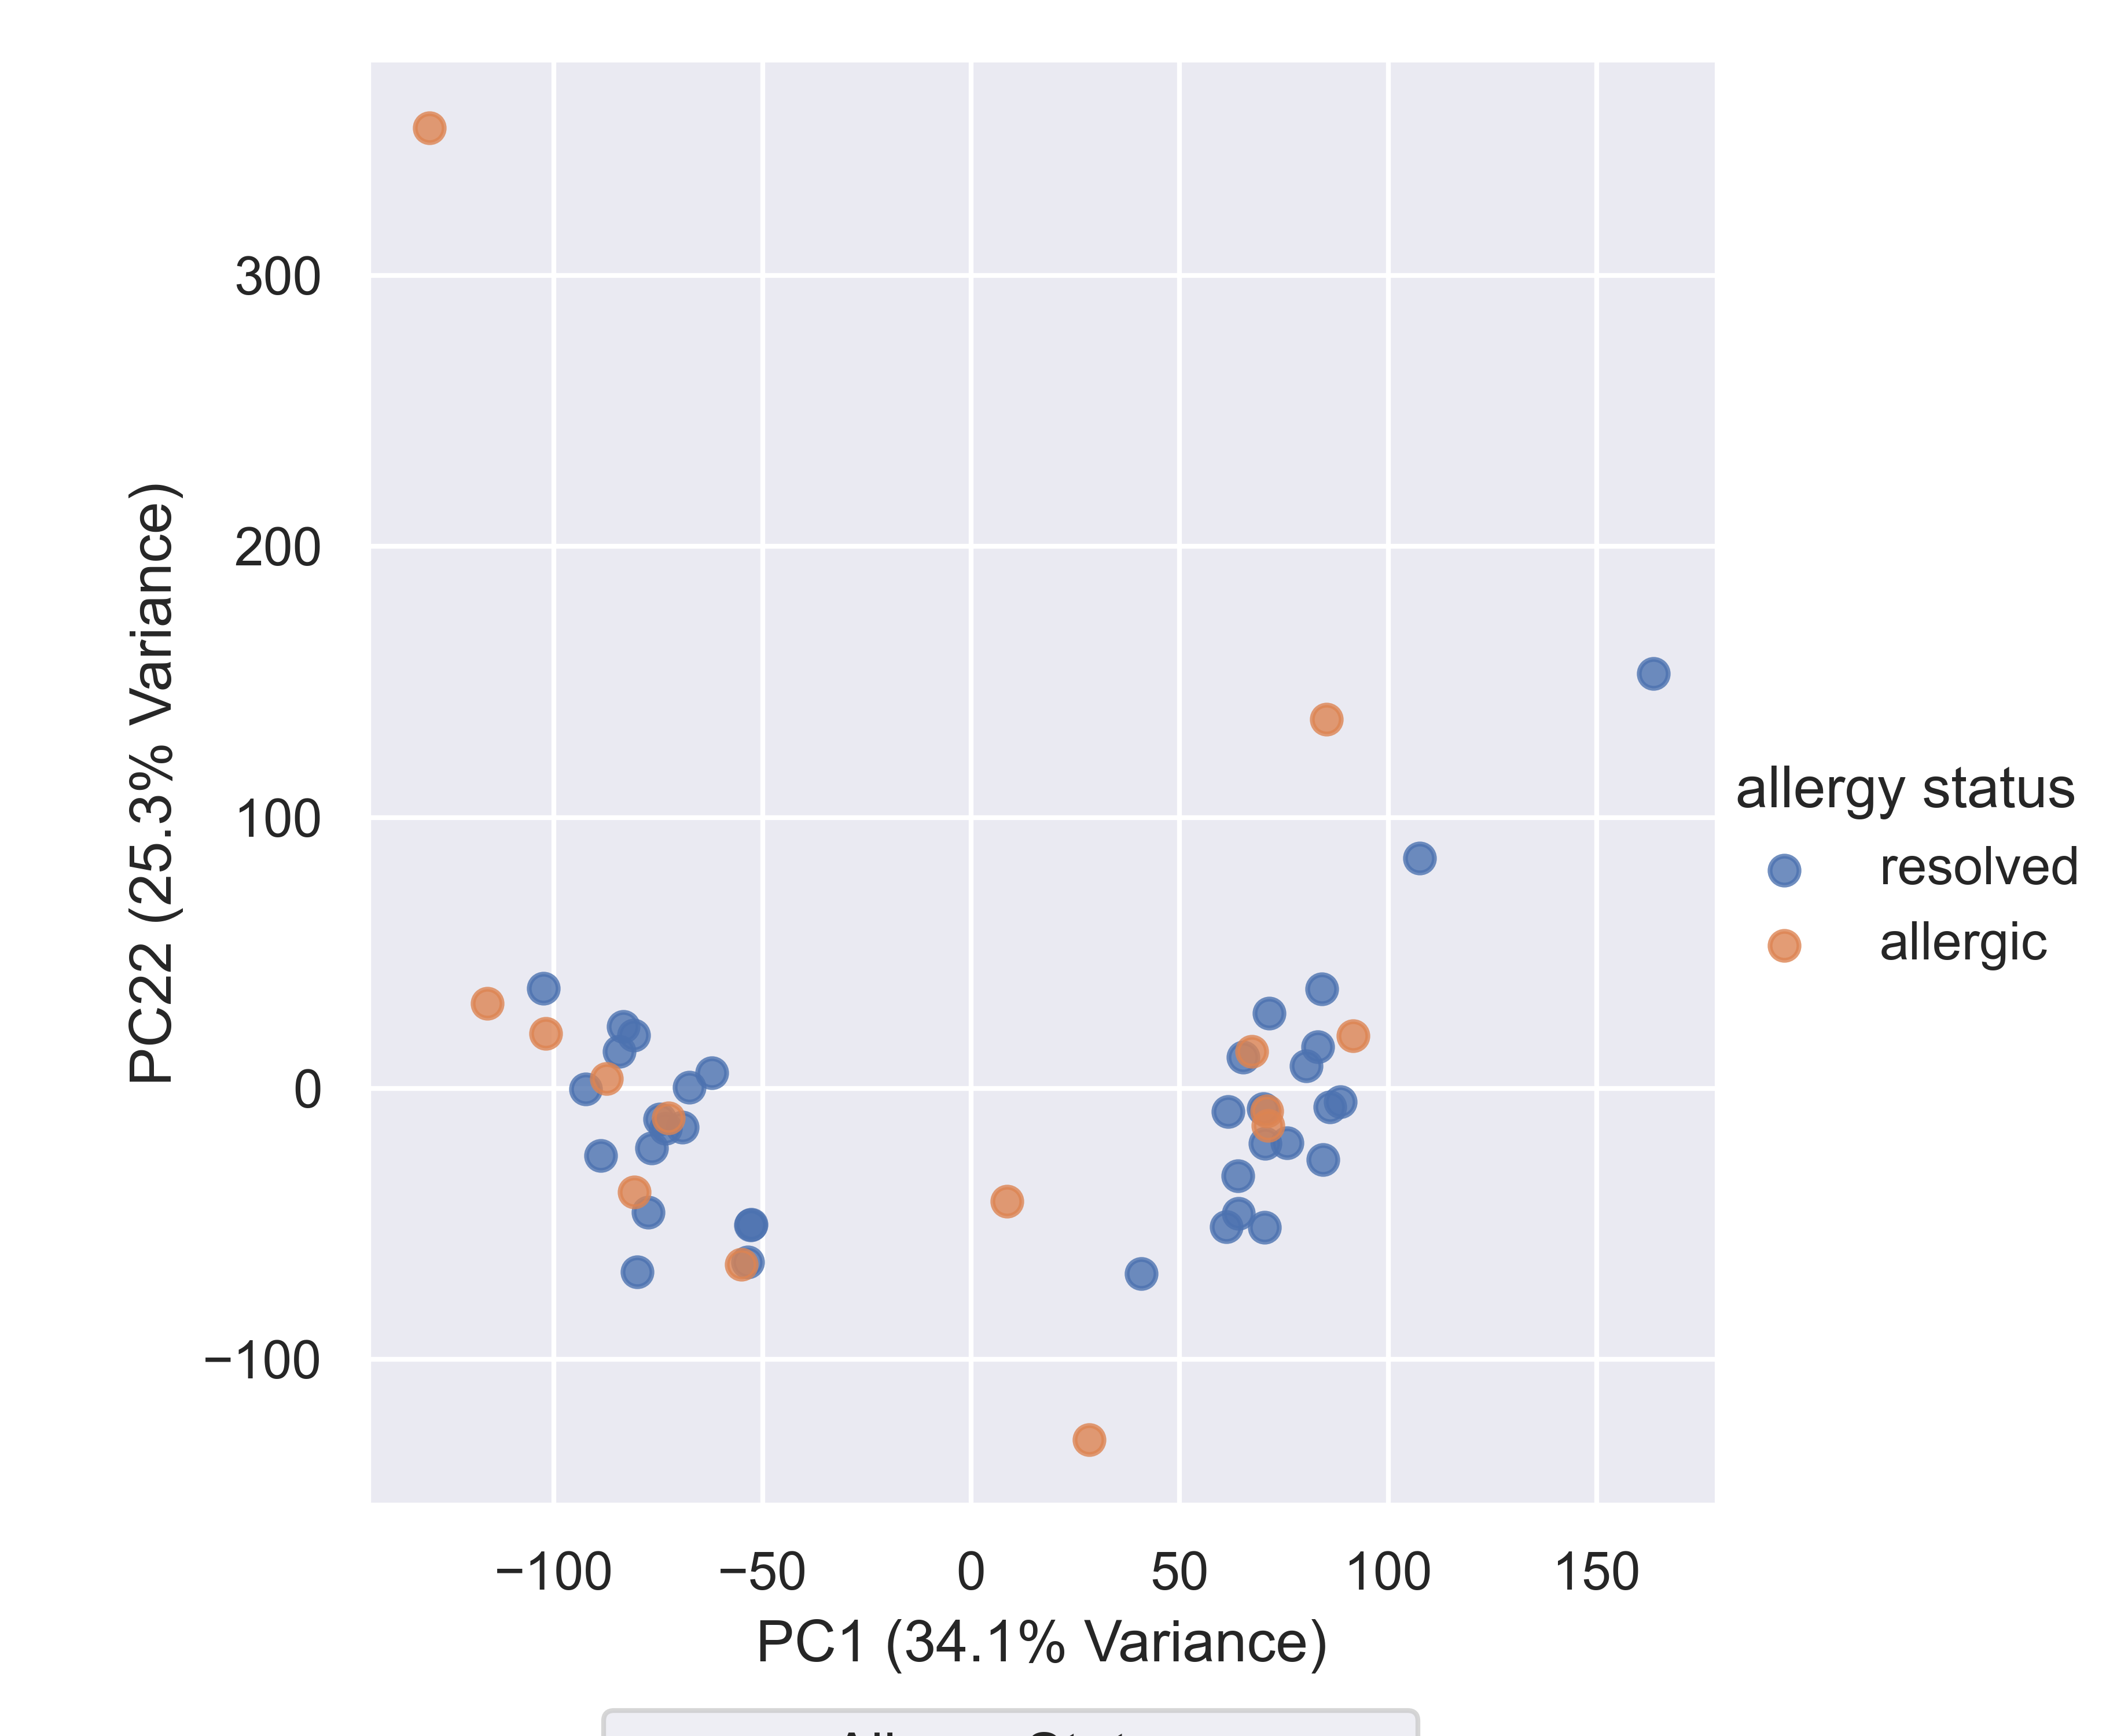 300
200
100
0
−100
PC22 (25.3% Variance)
−100 −50 0 50 100 150
PC1 (34.1% Variance)
allergy status
resolved
allergic